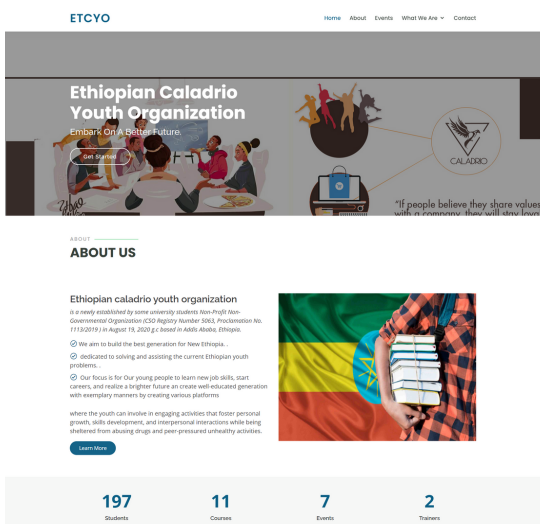 ETCYO
Home About Events What We Are Contact
Ethiopian Caladrio
Youth Organization
Embark On A Better Future.
Get Started
CALADRIO
"If people believe they share values
with a company, they will stay loya
ABOUT
ABOUT US
Ethiopian caladrio youth organization
is a newly established by some university students Non-Profit Non-
Governmental Organization (CSO Registry Number 5063, Proclamation No.
1113/2019 ) in August 19, 2020 g.c based in Addis Ababa, Ethiopia.
We aim to build the best generation for New Ethiopia. .
dedicated to solving and assisting the current Ethiopian youth
problems. .
Our focus is for Our young people to learn new job skills, start
careers, and realize a brighter future an create well-educated generation
with exemplary manners by creating various platforms
where the youth can involve in engaging activities that foster personal
growth, skills development, and interpersonal interactions while being
sheltered from abusing drugs and peer-pressured unhealthy activities.
Learn More
197 11 7 2
Students Courses Events Trainers